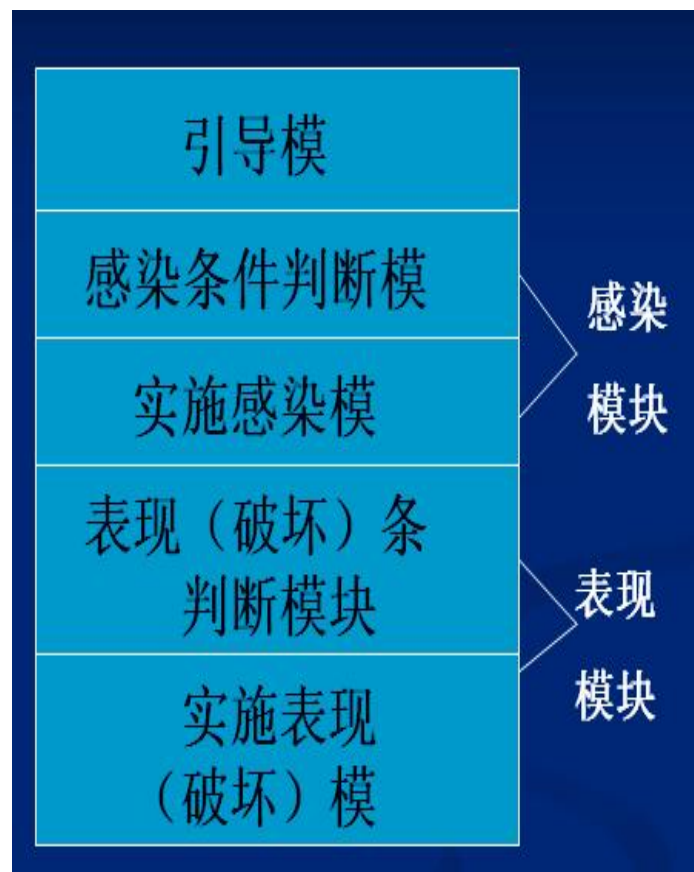 引导模
感染条件判断模
实施感染模
表现（破坏）条
判断模块
实施表现
（破坏）模
感染
模块
表现
模块